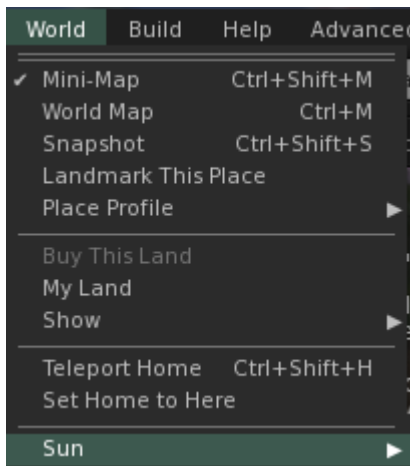 World Build Help Advanced
✔ Mini-Map Ctrl+Shift+M
World Map Ctrl+M
Snapshot Ctrl+Shift+S
Landmark This Place
Place Profile ▶
Buy This Land
My Land
Show ▶
Teleport Home Ctrl+Shift+H
Set Home to Here
Sun ▶